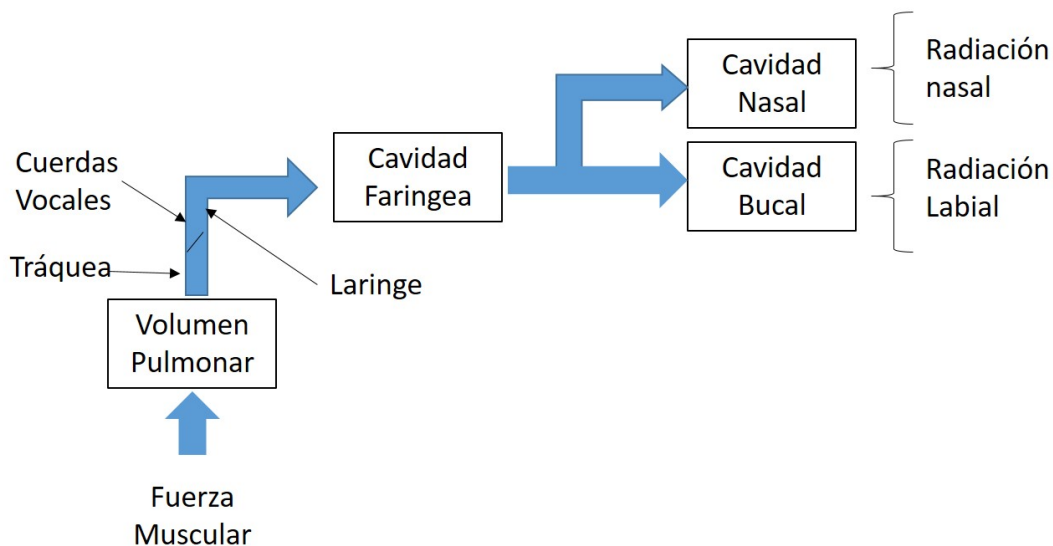 Cavidad
Nasal
Radiación
nasal
Cuerdas
Vocales
Cavidad
Faringea
Cavidad
Bucal
Radiación
Labial
Tráquea
Laringe
Volumen
Pulmonar
Fuerza
Muscular